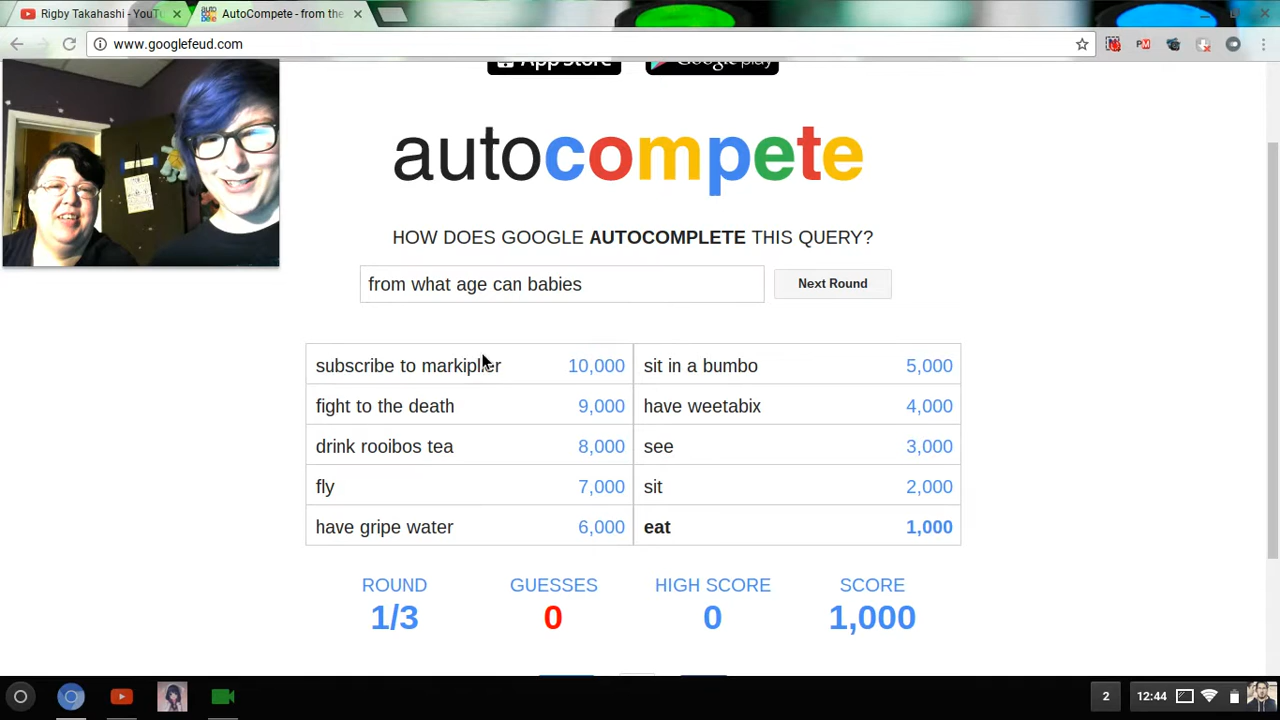 Rigby Takahashi - YouT
AutoCompete - from the
www.googlefeud.com
App Store
Google play
autocompete
HOW DOES GOOGLE AUTOCOMPLETE THIS QUERY?
from what age can babies
Next Round
subscribe to markiplier 10,000 sit in a bumbo 5,000
fight to the death 9,000 have weetabix 4,000
drink rooibos tea 8,000 see 3,000
fly 7,000 sit 2,000
have gripe water 6,000 eat 1,000
ROUND GUESSES HIGH SCORE SCORE
1/3 0 0 1,000
2 12:44